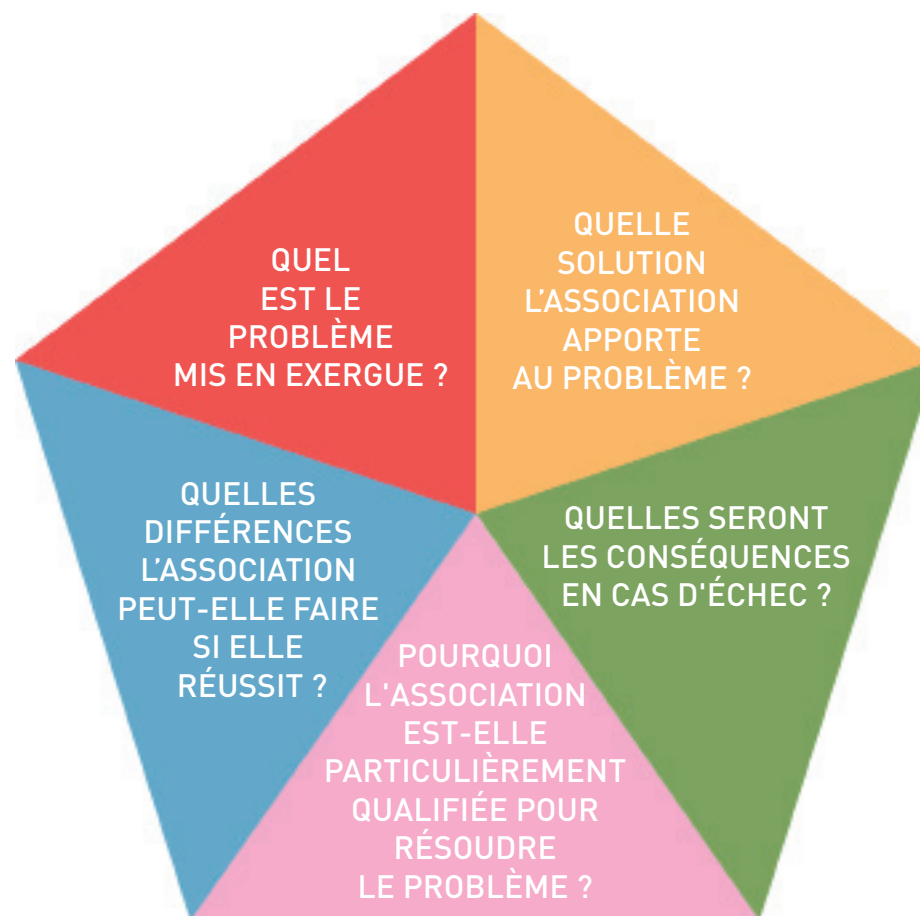 QUEL
EST LE
PROBLÈME
MIS EN EXERGUE ?
QUELLE
SOLUTION
L’ASSOCIATION
APPORTE
AU PROBLÈME ?
QUELLES
DIFFÉRENCES
L’ASSOCIATION
PEUT-ELLE FAIRE
SI ELLE
RÉUSSIT ?
QUELLES SERONT
LES CONSÉQUENCES
EN CAS D'ÉCHEC ?
POURQUOI
L'ASSOCIATION
EST-ELLE
PARTICULIÈREMENT
QUALIFIÉE POUR
RÉSOUDRE
LE PROBLÈME ?